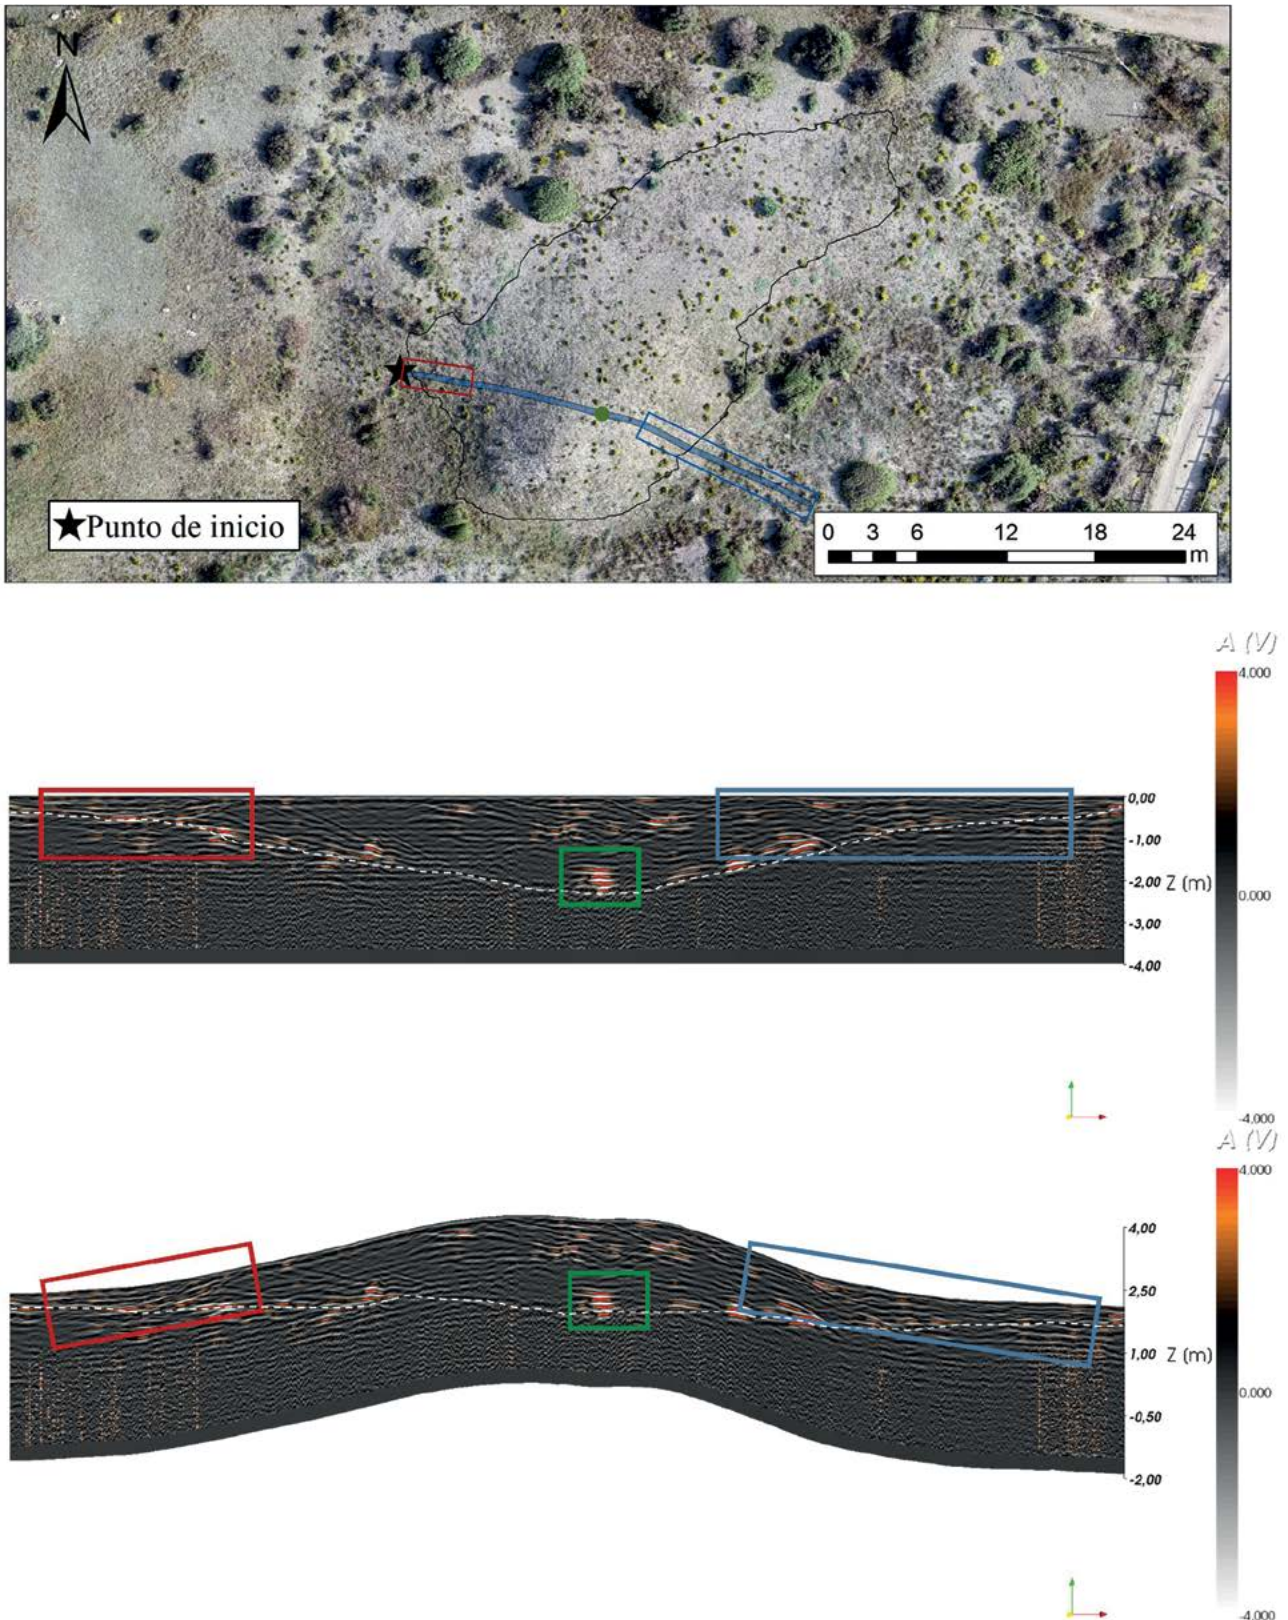 N
★Punto de inicio
0 3 6 12 18 24
m
A (V)
4.000
0,00
-1,00
0.000
-2,00 Z (m)
-3,00
-4,00
-4.000
A (V)
4.000
4,00
2,50
1,00 Z (m)
0.000
-0,50
-2,00
-4.000